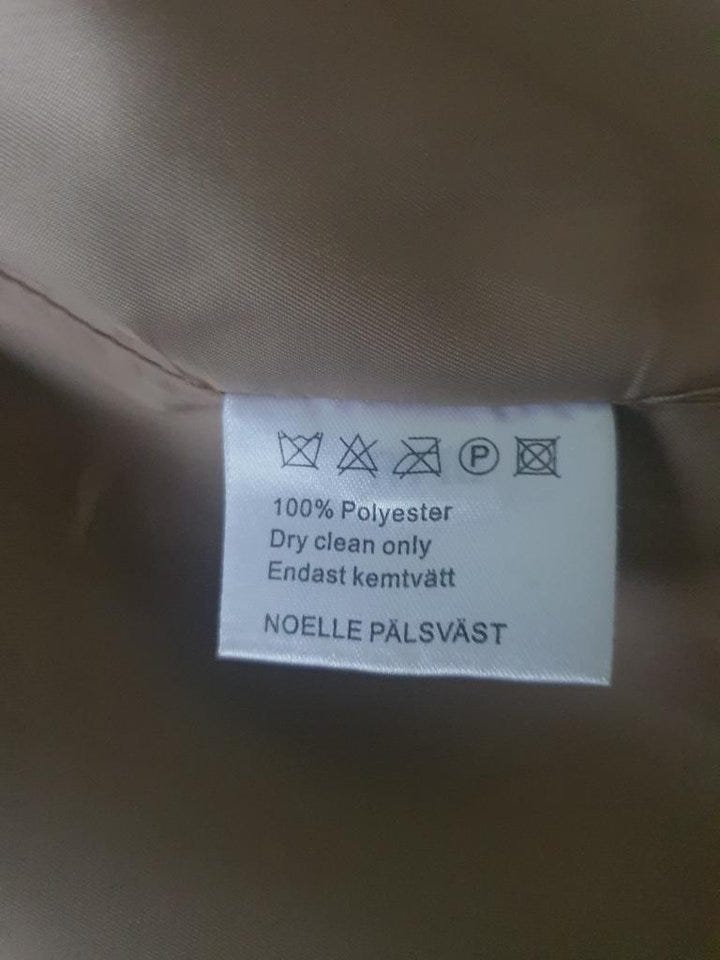 P
100% Polyester
Dry clean only
Endast kemtvätt
NOELLE PÄLSVÄST